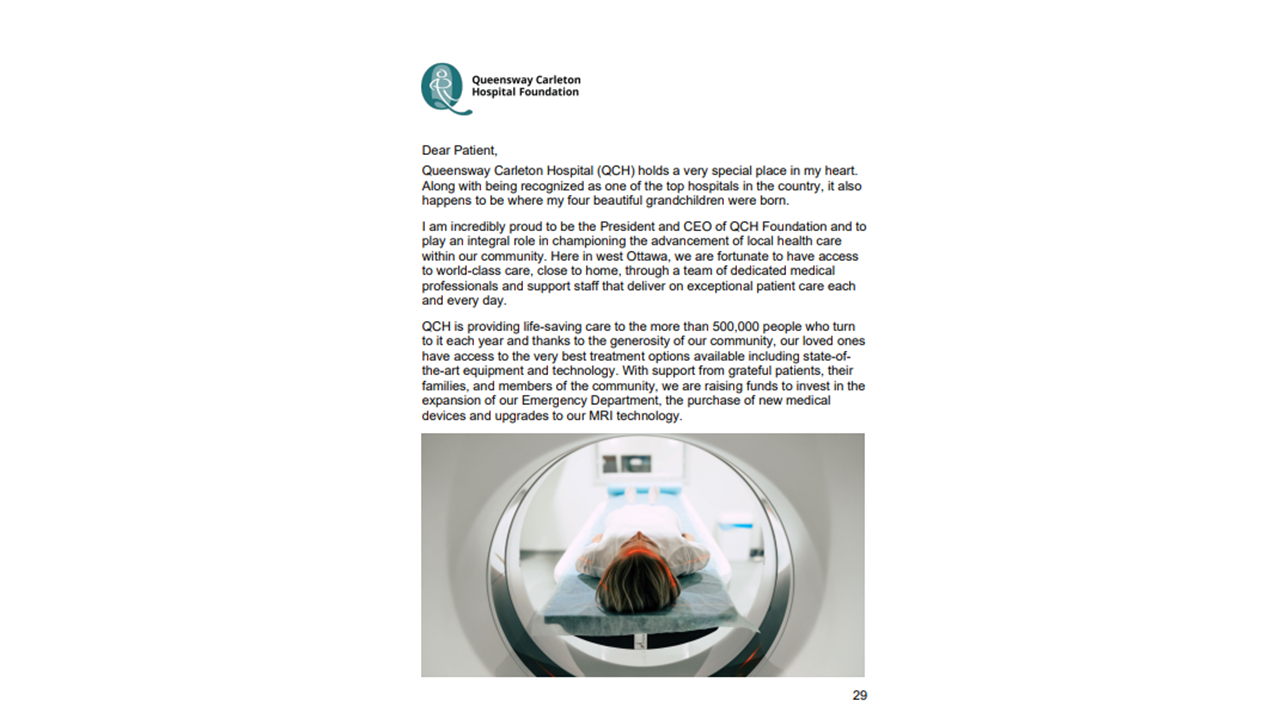 Queensway Carleton
Hospital Foundation
Dear Patient,
Queensway Carleton Hospital (QCH) holds a very special place in my heart.
Along with being recognized as one of the top hospitals in the country, it also
happens to be where my four beautiful grandchildren were born.
I am incredibly proud to be the President and CEO of QCH Foundation and to
play an integral role in championing the advancement of local health care
within our community. Here in west Ottawa, we are fortunate to have access
to world-class care, close to home, through a team of dedicated medical
professionals and support staff that deliver on exceptional patient care each
and every day.
QCH is providing life-saving care to the more than 500,000 people who turn
to it each year and thanks to the generosity of our community, our loved ones
have access to the very best treatment options available including state-of-
the-art equipment and technology. With support from grateful patients, their
families, and members of the community, we are raising funds to invest in the
expansion of our Emergency Department, the purchase of new medical
devices and upgrades to our MRI technology.
29